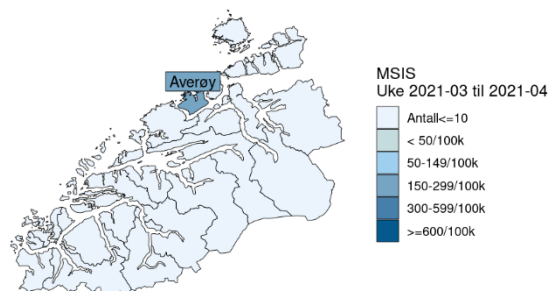 Averøy
MSIS
Uke 2021-03 til 2021-04
Antall<=10
< 50/100k
50-149/100k
150-299/100k
300-599/100k
>=600/100k